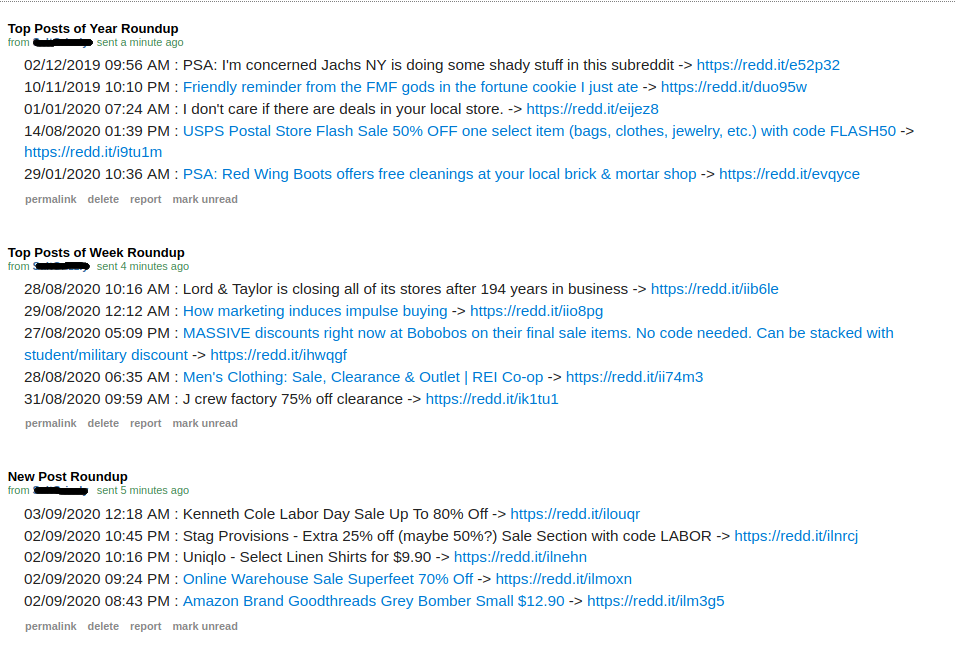 Top Posts of Year Roundup
from sent a minute ago
02/12/2019 09:56 AM : PSA: I'm concerned Jachs NY is doing some shady stuff in this subreddit -> https://redd.it/e52p32
10/11/2019 10:10 PM : Friendly reminder from the FMF gods in the fortune cookie I just ate -> https://redd.it/duo95w
01/01/2020 07:24 AM : I don't care if there are deals in your local store. -> https://redd.it/eijez8
14/08/2020 01:39 PM : USPS Postal Store Flash Sale 50% OFF one select item (bags, clothes, jewelry, etc.) with code FLASH50 ->
https://redd.it/i9tu1m
29/01/2020 10:36 AM : PSA: Red Wing Boots offers free cleanings at your local brick & mortar shop -> https://redd.it/evqyce
permalink delete report mark unread
Top Posts of Week Roundup
from sent 4 minutes ago
28/08/2020 10:16 AM : Lord & Taylor is closing all of its stores after 194 years in business -> https://redd.it/iib6le
29/08/2020 12:12 AM : How marketing induces impulse buying -> https://redd.it/iio8pg
27/08/2020 05:09 PM : MASSIVE discounts right now at Bobobos on their final sale items. No code needed. Can be stacked with
student/military discount -> https://redd.it/ihwqgf
28/08/2020 06:35 AM : Men's Clothing: Sale, Clearance & Outlet | REI Co-op -> https://redd.it/ii74m3
31/08/2020 09:59 AM : J crew factory 75% off clearance -> https://redd.it/ik1tu1
permalink delete report mark unread
New Post Roundup
from sent 5 minutes ago
03/09/2020 12:18 AM : Kenneth Cole Labor Day Sale Up To 80% Off -> https://redd.it/ilouqr
02/09/2020 10:45 PM : Stag Provisions - Extra 25% off (maybe 50%?) Sale Section with code LABOR -> https://redd.it/ilnrcj
02/09/2020 10:16 PM : Uniqlo - Select Linen Shirts for $9.90 -> https://redd.it/ilnehn
02/09/2020 09:24 PM : Online Warehouse Sale Superfeet 70% Off -> https://redd.it/ilmoxn
02/09/2020 08:43 PM : Amazon Brand Goodthreads Grey Bomber Small $12.90 -> https://redd.it/ilm3g5
permalink delete report mark unread